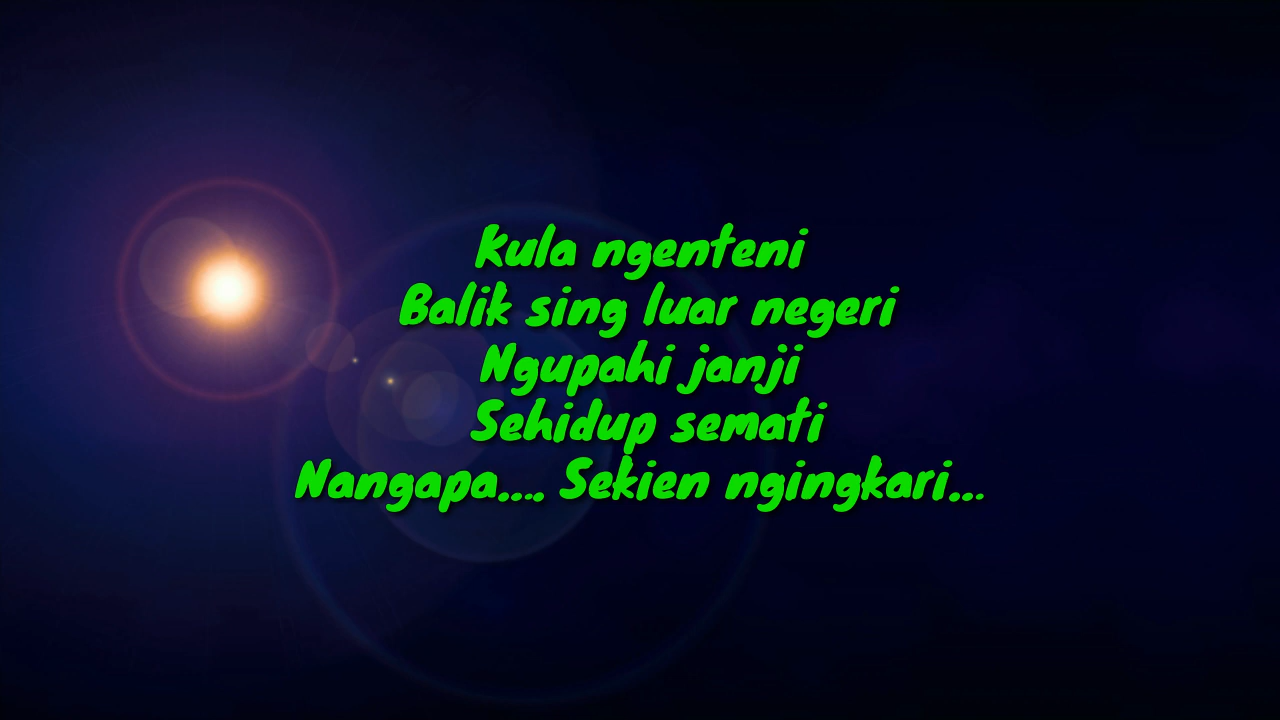 Kula ngenteni
Balik sing luar negeri
Ngupahi janji
Sehidup semati
Nangapa.... Sekien ngingkari...